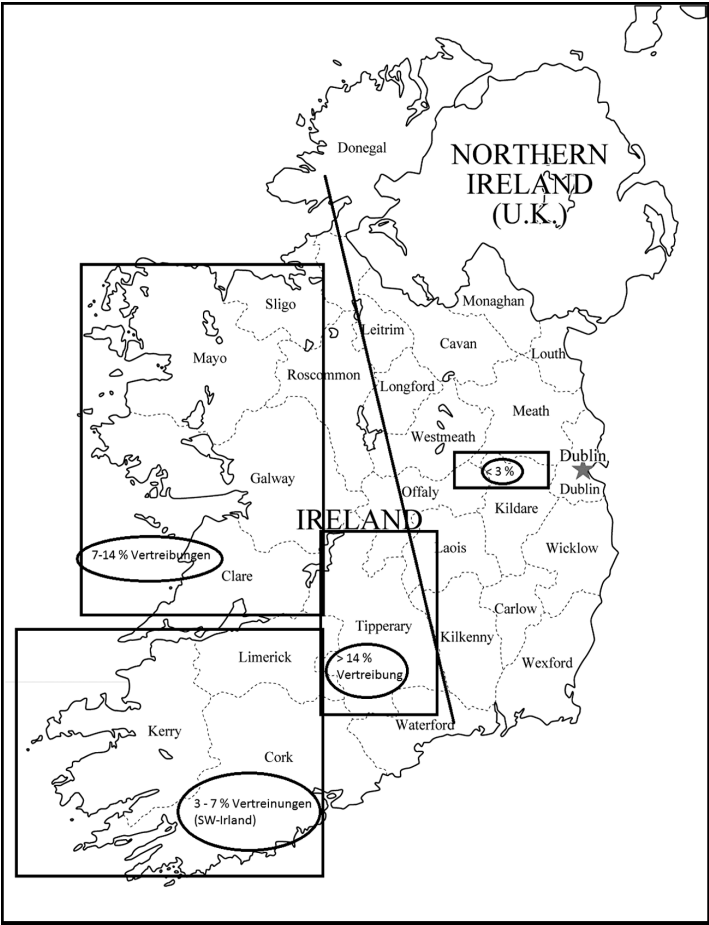 Donegal
NORTHERN
IRELAND
(U.K.)
Monaghan
Sligo
Leitrim
Cavan
Louth
Mayo
Roscommon
Longford
Meath
Westmeath
Dublin
< 3 %
Galway
Offaly
Dublin
Kildare
IRELAND
7-14 % Vertreibungen
Laois
Wicklow
Clare
Carlow
Tipperary
Kilkenny
Limerick
> 14 %
Vertreibung
Wexford
Waterford
Kerry
Cork
3 - 7 % Vertreinungen
(SW-Irland)